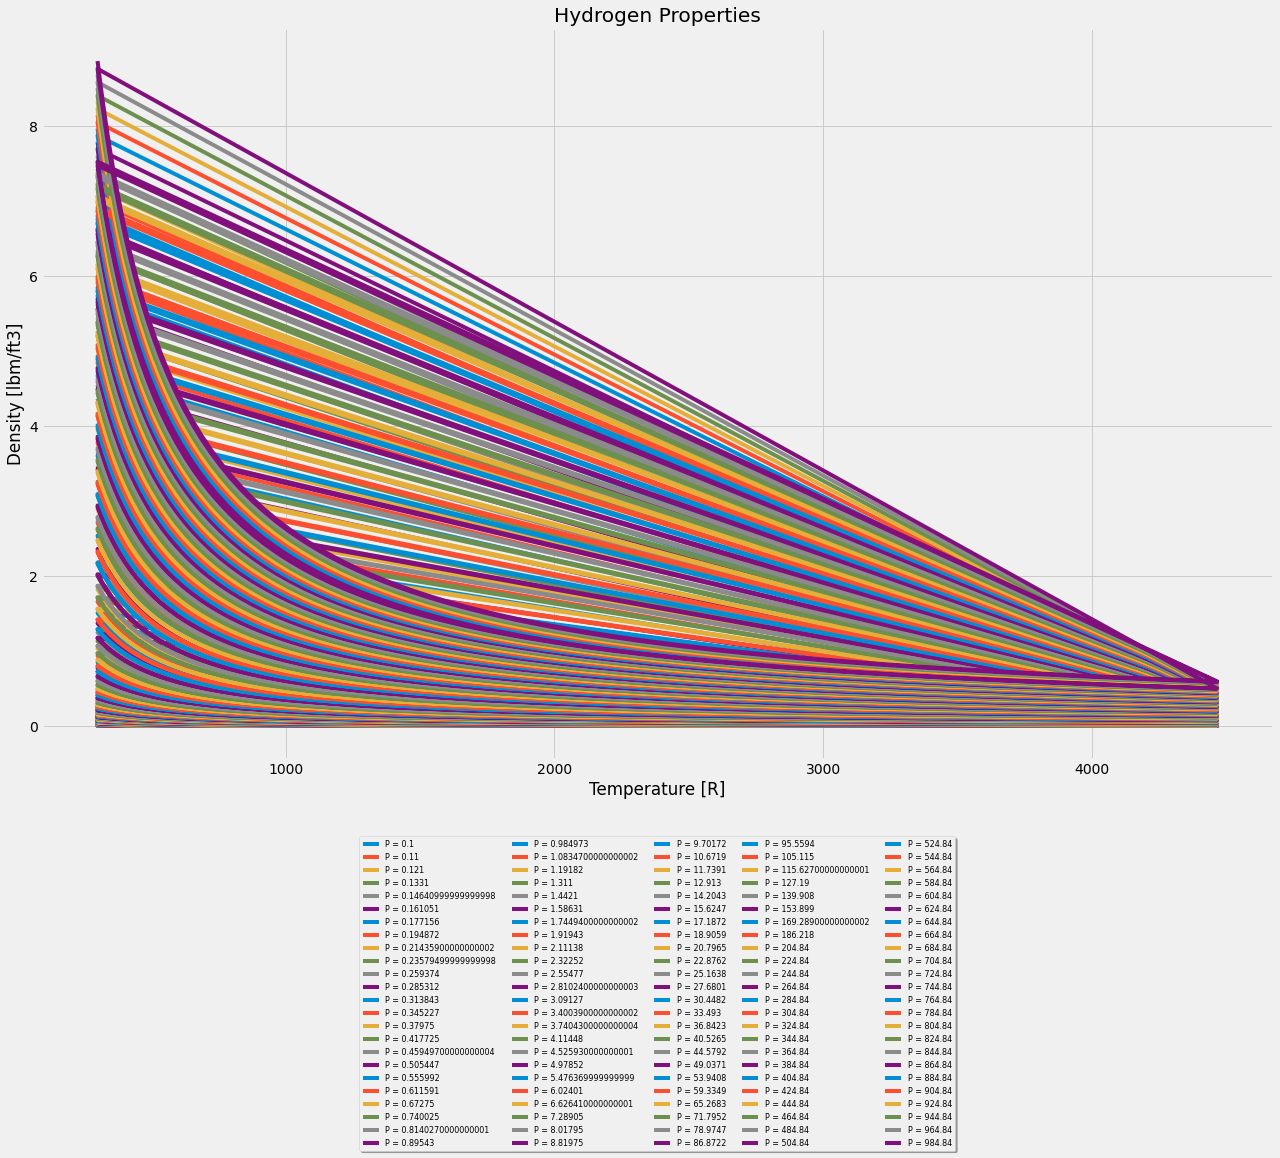 Hydrogen Properties
Density [lbm/ft3]
8
6
4
2
0
1000 2000 3000 4000
Temperature [R]
P = 0.1 P = 0.984973 P = 9.70172 P = 95.5594 P = 524.84
P = 0.11 P = 1.0834700000000002 P = 10.6719 P = 105.115 P = 544.84
P = 0.121 P = 1.19182 P = 11.7391 P = 115.62700000000001 P = 564.84
P = 0.1331 P = 1.311 P = 12.913 P = 127.19 P = 584.84
P = 0.14640999999999998 P = 1.4421 P = 14.2043 P = 139.908 P = 604.84
P = 0.161051 P = 1.58631 P = 15.6247 P = 153.899 P = 624.84
P = 0.177156 P = 1.7449400000000002 P = 17.1872 P = 169.28900000000002 P = 644.84
P = 0.194872 P = 1.91943 P = 18.9059 P = 186.218 P = 664.84
P = 0.21435900000000002 P = 2.11138 P = 20.7965 P = 204.84 P = 684.84
P = 0.23579499999999998 P = 2.32252 P = 22.8762 P = 224.84 P = 704.84
P = 0.259374 P = 2.55477 P = 25.1638 P = 244.84 P = 724.84
P = 0.285312 P = 2.8102400000000003 P = 27.6801 P = 264.84 P = 744.84
P = 0.313843 P = 3.09127 P = 30.4482 P = 284.84 P = 764.84
P = 0.345227 P = 3.4003900000000002 P = 33.493 P = 304.84 P = 784.84
P = 0.37975 P = 3.7404300000000004 P = 36.8423 P = 324.84 P = 804.84
P = 0.417725 P = 4.11448 P = 40.5265 P = 344.84 P = 824.84
P = 0.45949700000000004 P = 4.525930000000001 P = 44.5792 P = 364.84 P = 844.84
P = 0.505447 P = 4.97852 P = 49.0371 P = 384.84 P = 864.84
P = 0.555992 P = 5.476369999999999 P = 53.9408 P = 404.84 P = 884.84
P = 0.611591 P = 6.02401 P = 59.3349 P = 424.84 P = 904.84
P = 0.67275 P = 6.626410000000001 P = 65.2683 P = 444.84 P = 924.84
P = 0.740025 P = 7.28905 P = 71.7952 P = 464.84 P = 944.84
P = 0.8140270000000001 P = 8.01795 P = 78.9747 P = 484.84 P = 964.84
P = 0.89543 P = 8.81975 P = 86.8722 P = 504.84 P = 984.84